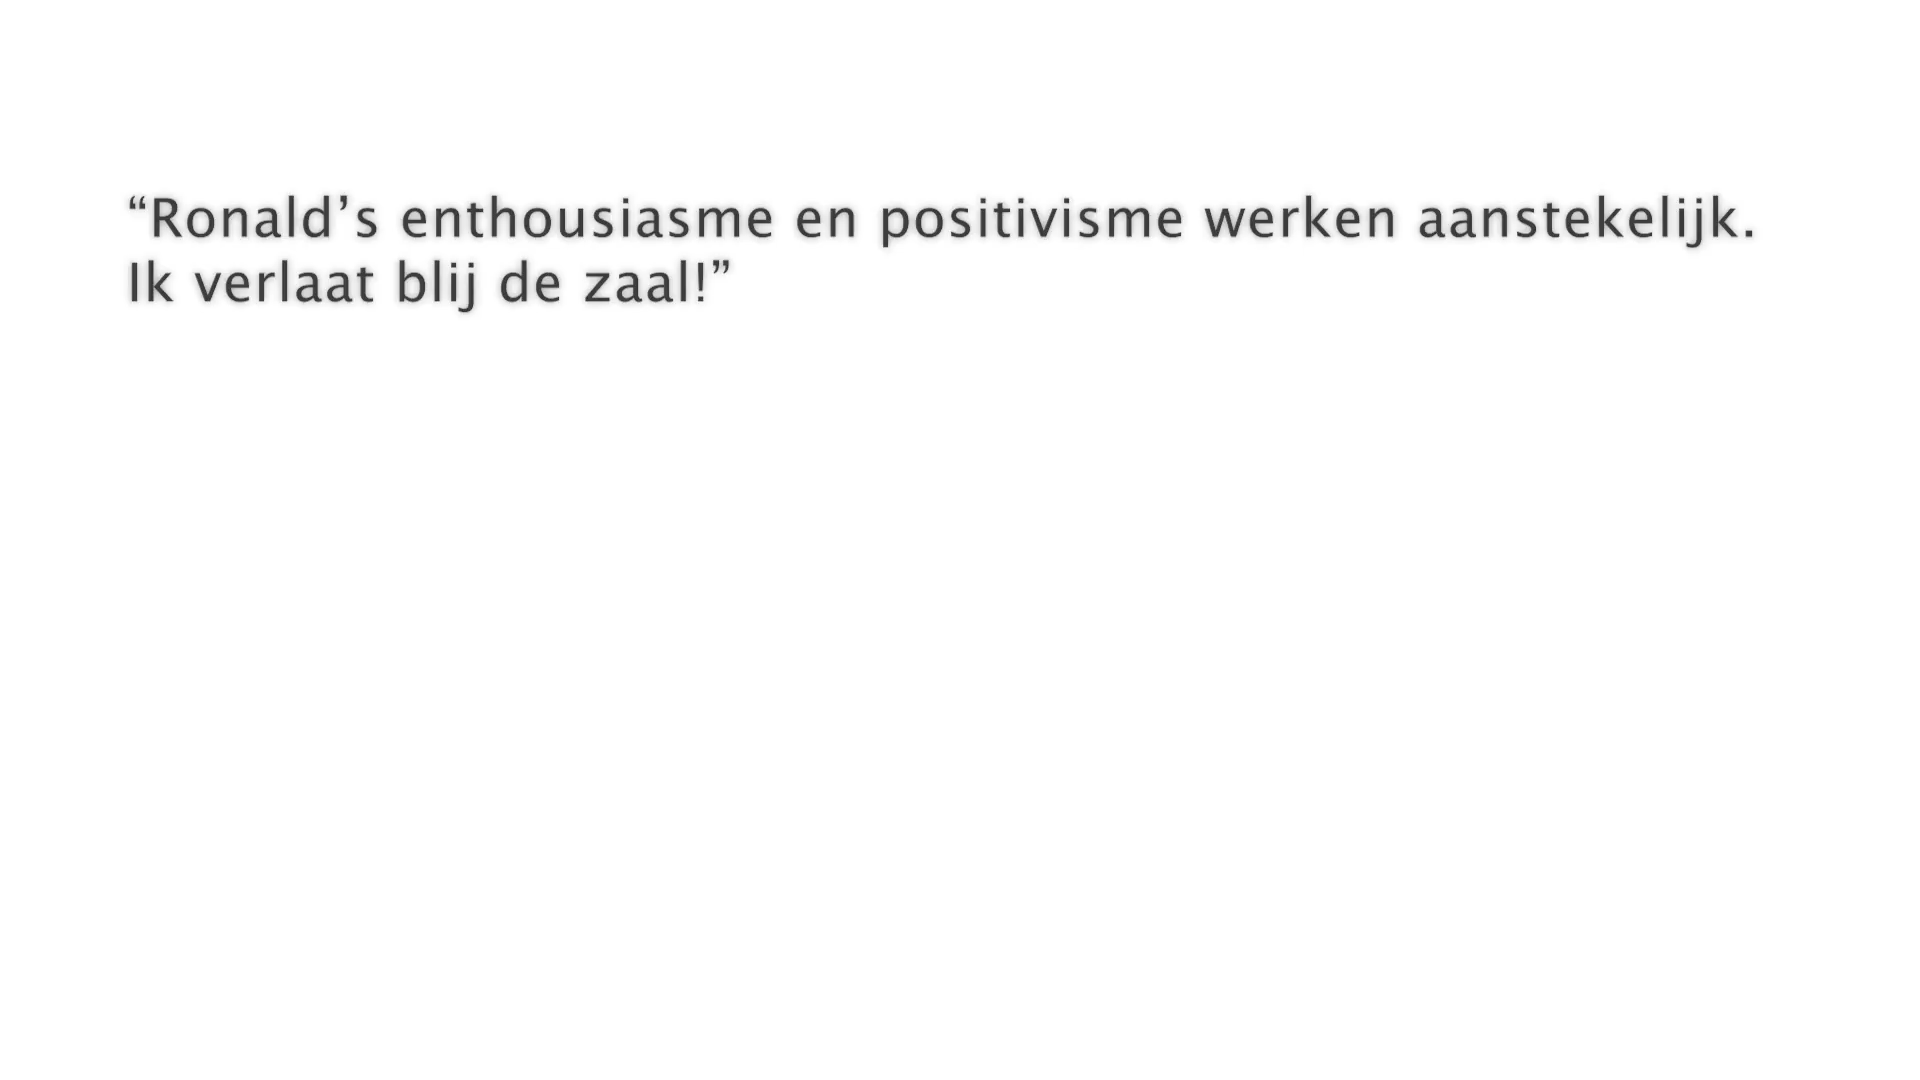 “Ronald’s enthousiasme en positivisme werken aanstekelijk.
Ik verlaat blij de zaal!”